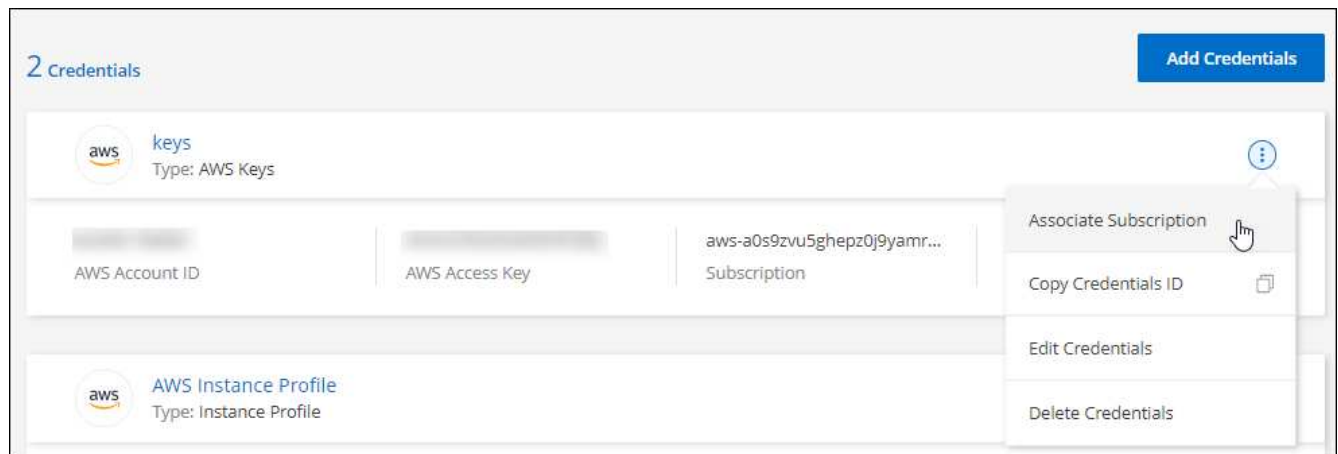 2 Credentials
Add Credentials
aws
keys
Type: AWS Keys
Associate Subscription
aws-a0s9zvu5ghepz0j9yamr...
AWS Account ID
AWS Access Key
Subscription
Copy Credentials ID
Edit Credentials
aws
AWS Instance Profile
Type: Instance Profile
Delete Credentials